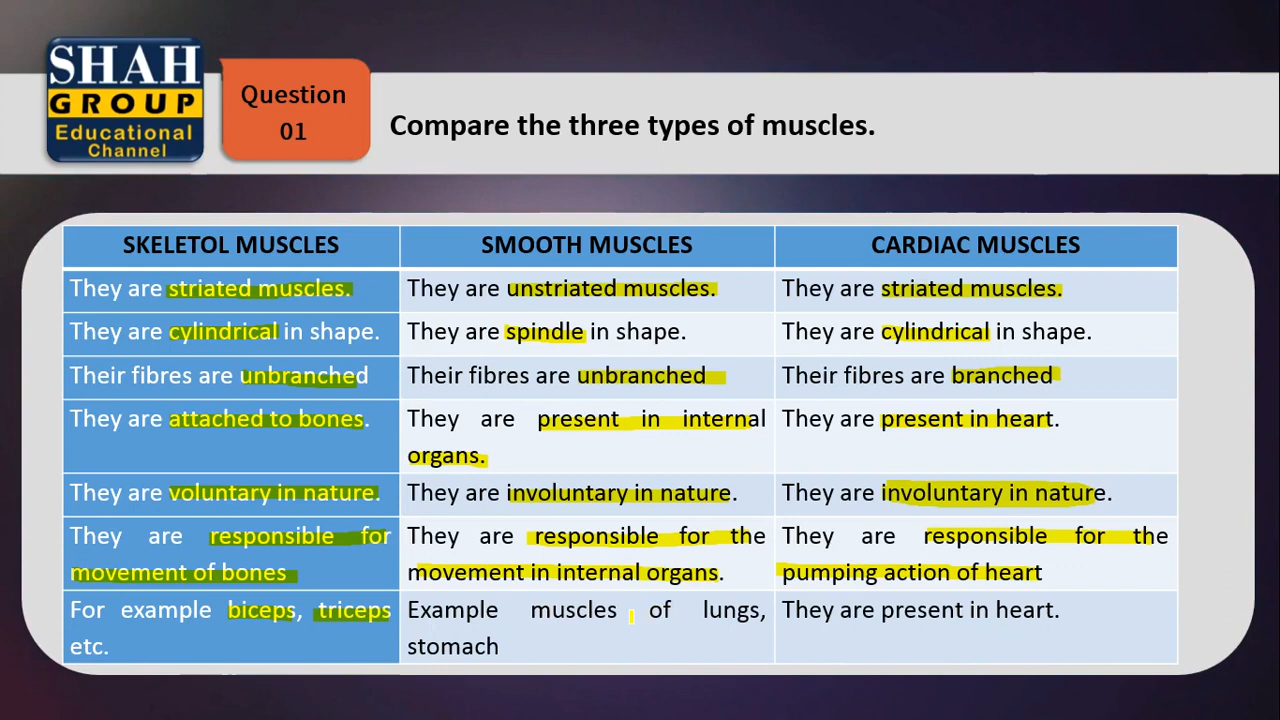 SHAH
GROUP
Educational
Channel
Question
01
Compare the three types of muscles.
SKELETOL MUSCLES
SMOOTH MUSCLES
CARDIAC MUSCLES
They are striated muscles.
They are unstriated muscles.
They are striated muscles.
They are cylindrical in shape.
They are spindle in shape.
They are cylindrical in shape.
Their fibres are unbranched
Their fibres are unbranched
Their fibres are branched
They are attached to bones.
They are present in internal
organs.
They are present in heart.
They are voluntary in nature.
They are involuntary in nature.
They are involuntary in nature.
They are responsible for
movement of bones
They are responsible for the
movement in internal organs.
They are responsible for the
pumping action of heart
For example biceps, triceps
etc.
Example muscles of lungs,
stomach
They are present in heart.